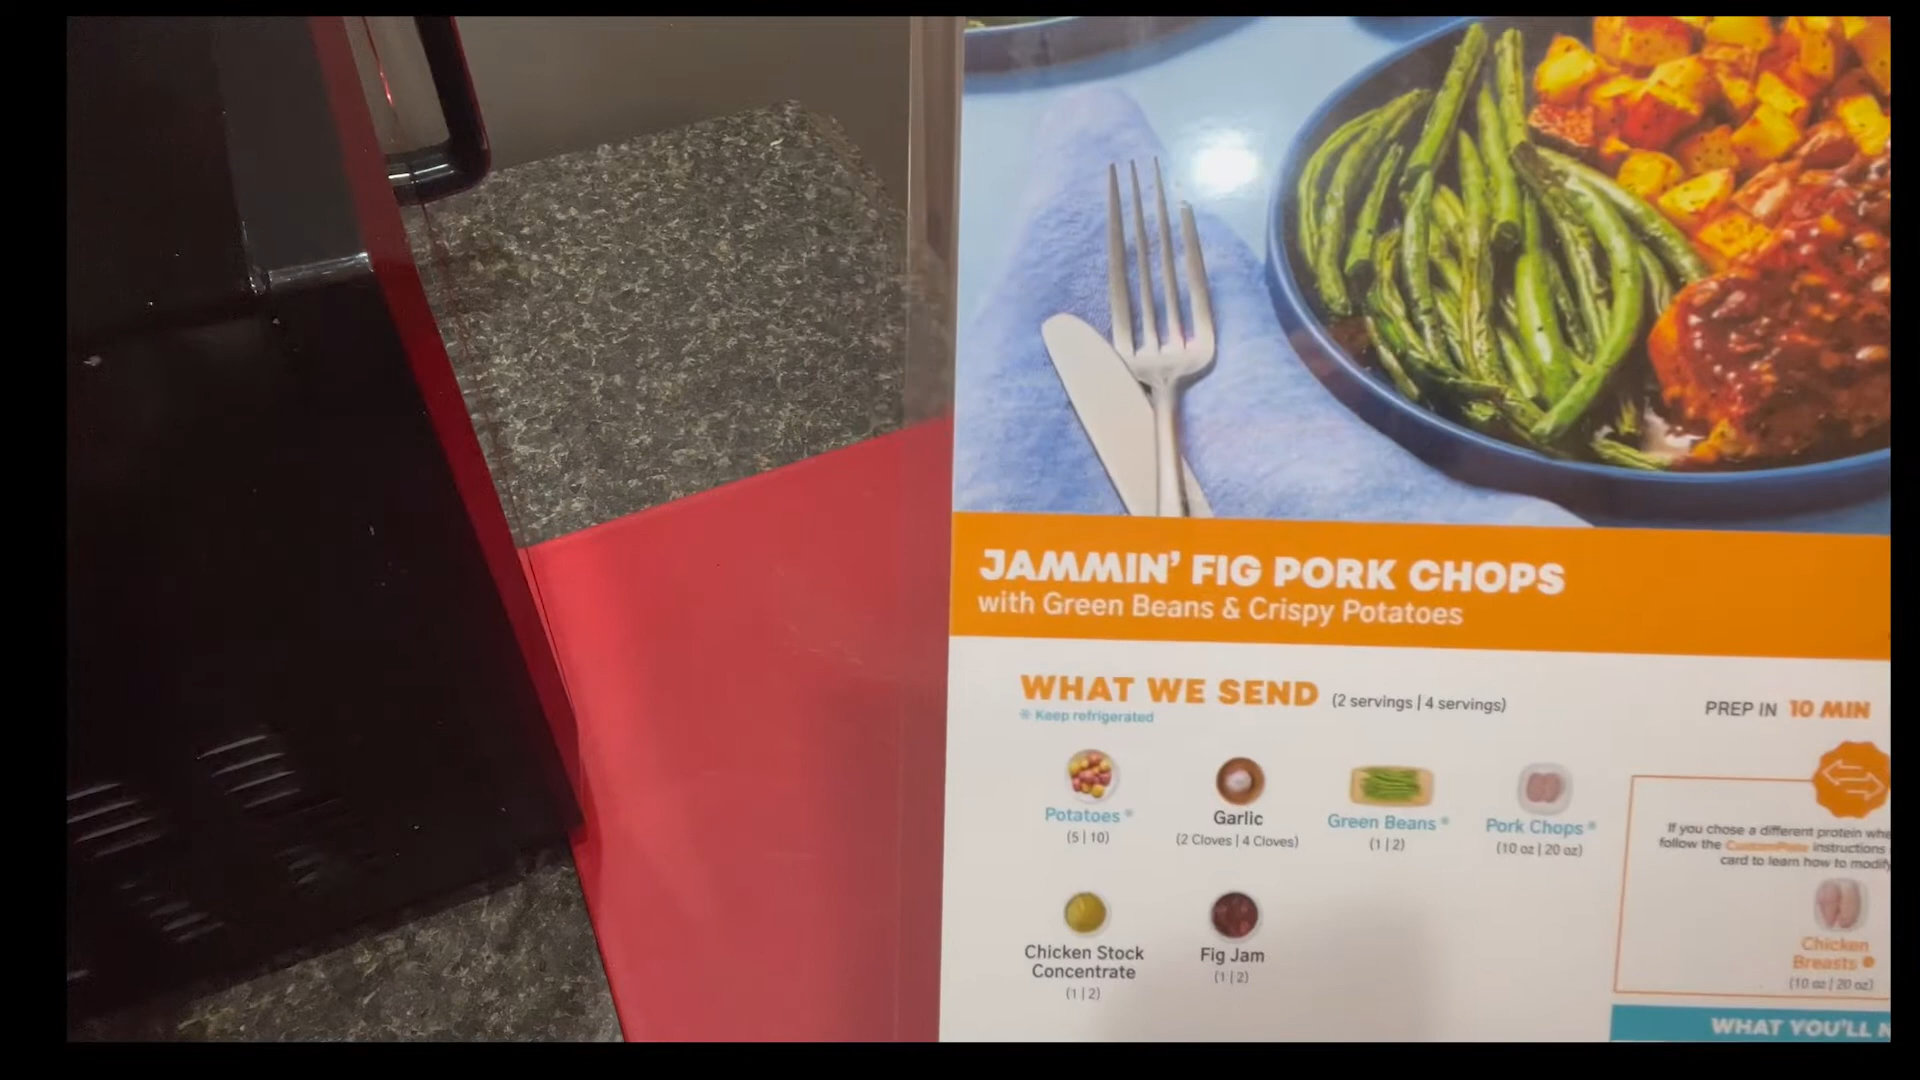 JAMMIN' FIG PORK CHOPS
with Green Beans & Crispy Potatoes
WHAT WE SEND (2 servings | 4 servings)
* Keep refrigerated
PREP IN 10 MIN
Potatoes *
(5 | 10)
Garlic
(2 Cloves | 4 Cloves)
Green Beans *
(1 | 2)
Pork Chops *
(10 oz | 20 oz)
Chicken Stock
Concentrate
(1 | 2)
Fig Jam
(1 | 2)
If you chose a different protein whe
follow the CustomPlate instructions
card to learn how to modify
Chicken
Breasts *
(10 oz | 20 oz)
WHAT YOU'LL N